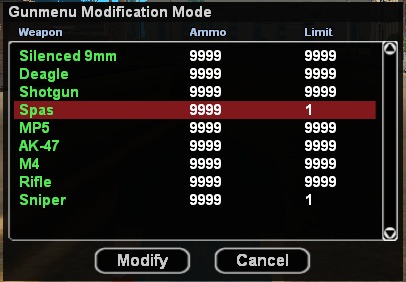 Gunmenu Modification Mode
Weapon Ammo Limit
Silenced 9mm 9999 9999
Deagle 9999 9999
Shotgun 9999 9999
Spas 9999 1
MP5 9999 9999
AK-47 9999 9999
M4 9999 9999
Rifle 9999 9999
Sniper 9999 1
Modify Cancel